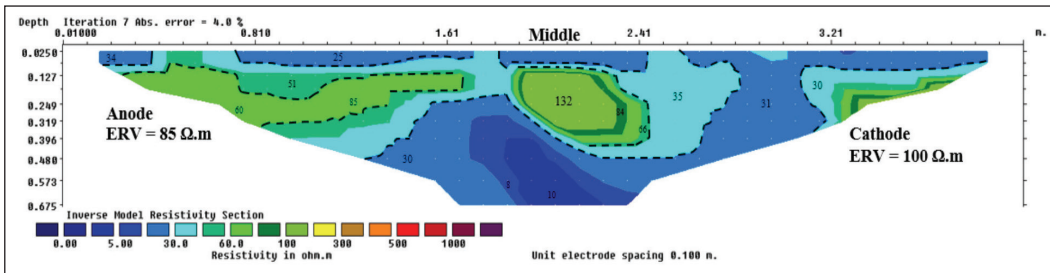 Depth Iteration 7 Abs. error = 4.0 %
Middle
0.01000 0.810 1.61 2.41 3.21 m.
0.0250
0.127
0.249
0.319
0.396
0.480
0.573
0.675
34 25
51
60 85
30
132
84
66
35
31
30
8
10
Anode
ERV = 85 Ω.m
Cathode
ERV = 100 Ω.m
Inverse Model Resistivity Section
0.00 5.00 30.0 60.0 100 300 500 1000
Resistivity in ohm.m Unit electrode spacing 0.100 m.